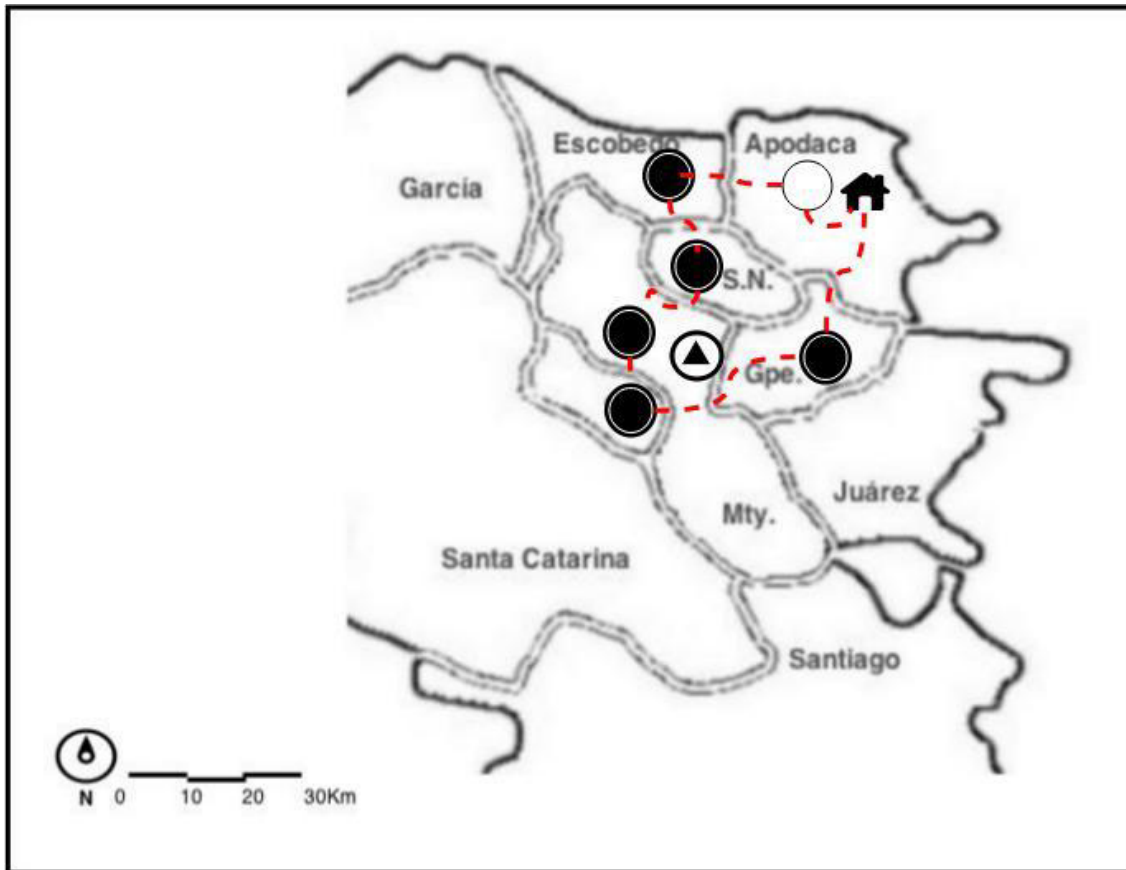 Escobedo
Apodaca
García
S.N.
Gpe.
Juárez
Mty.
Santa Catarina
Santiago
N 0 10 20 30Km